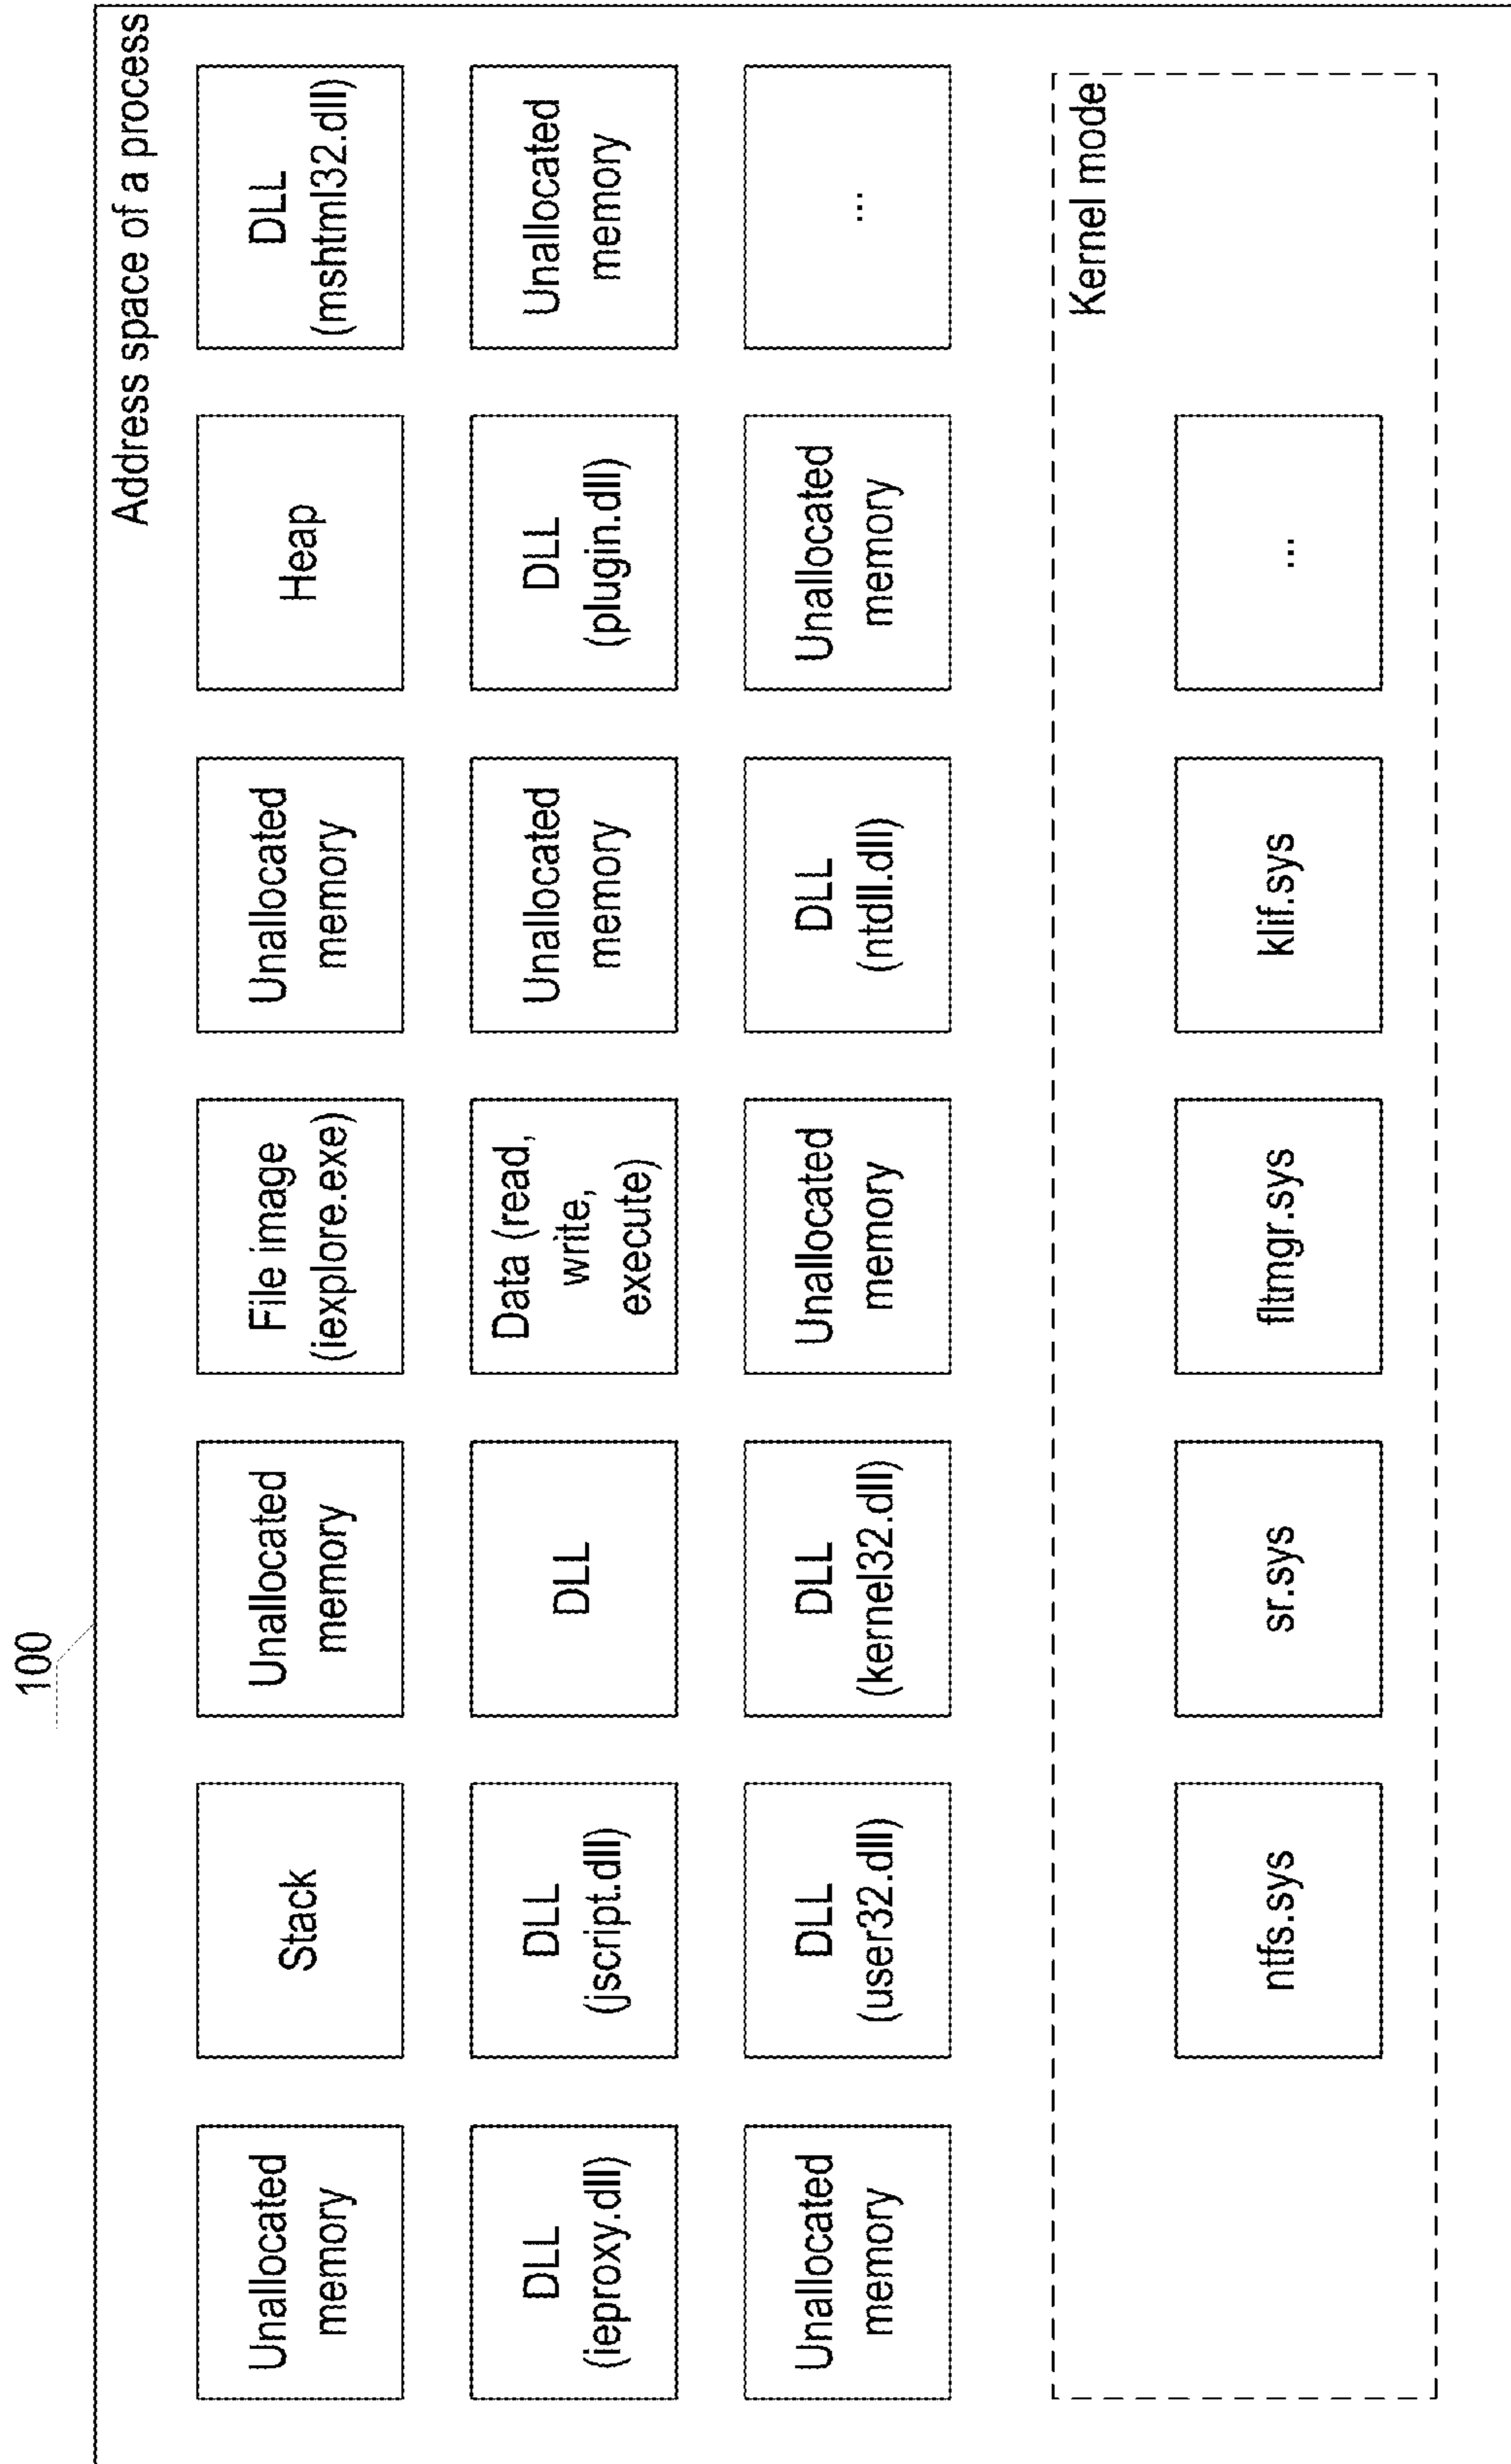 100
Address space of a process
Unallocated
memory
Stack
Unallocated
memory
File image
(iexplore.exe)
Unallocated
memory
Heap
DLL
(mshtml32.dll)
DLL
(ieproxy.dll)
DLL
(jscript.dll)
DLL
Data (read,
write,
execute)
Unallocated
memory
DLL
(plugin.dll)
Unallocated
memory
Unallocated
memory
DLL
(user32.dll)
DLL
(kernel32.dll)
Unallocated
memory
DLL
(ntdll.dll)
Unallocated
memory
...
Kernel mode
ntfs.sys
sr.sys
fltmgr.sys
klif.sys
...